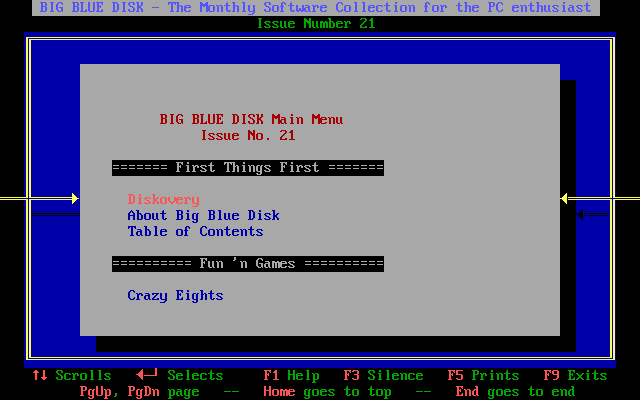 BIG BLUE DISK - The Monthly Software Collection for the PC enthusiast
Issue Number 21
BIG BLUE DISK Main Menu
Issue No. 21
======= First Things First =======
Diskovery
About Big Blue Disk
Table of Contents
========== Fun 'n Games ==========
Crazy Eights
↑↓ Scrolls ◄─┘ Selects F1 Help F3 Silence F5 Prints F9 Exits
PgUp, PgDn page -- Home goes to top -- End goes to end